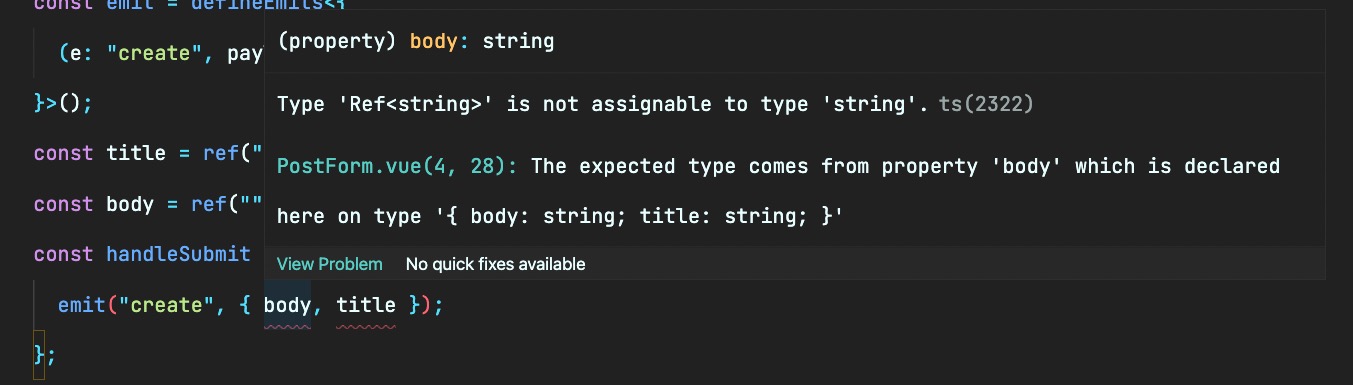 const emit = defineEmits<{
(property) body: string
(e: "create", pay
Type 'Ref<string>' is not assignable to type 'string'. ts(2322)
}>();
const title = ref("
PostForm.vue(4, 28): The expected type comes from property 'body' which is declared
const body = ref(""
here on type '{ body: string; title: string; }'
const handleSubmit
View Problem No quick fixes available
emit("create", { body, title });
};